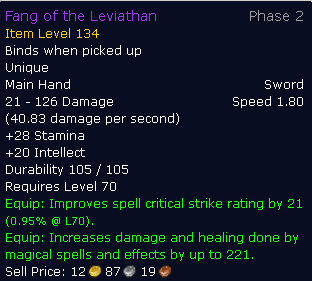 Fang of the Leviathan Phase 2
Item Level 134
Binds when picked up
Unique
Main Hand Sword
21 - 126 Damage Speed 1.80
(40.83 damage per second)
+28 Stamina
+20 Intellect
Durability 105 / 105
Requires Level 70
Equip: Improves spell critical strike rating by 21
(0.95% @ L70).
Equip: Increases damage and healing done by
magical spells and effects by up to 221.
Sell Price: 12 87 19